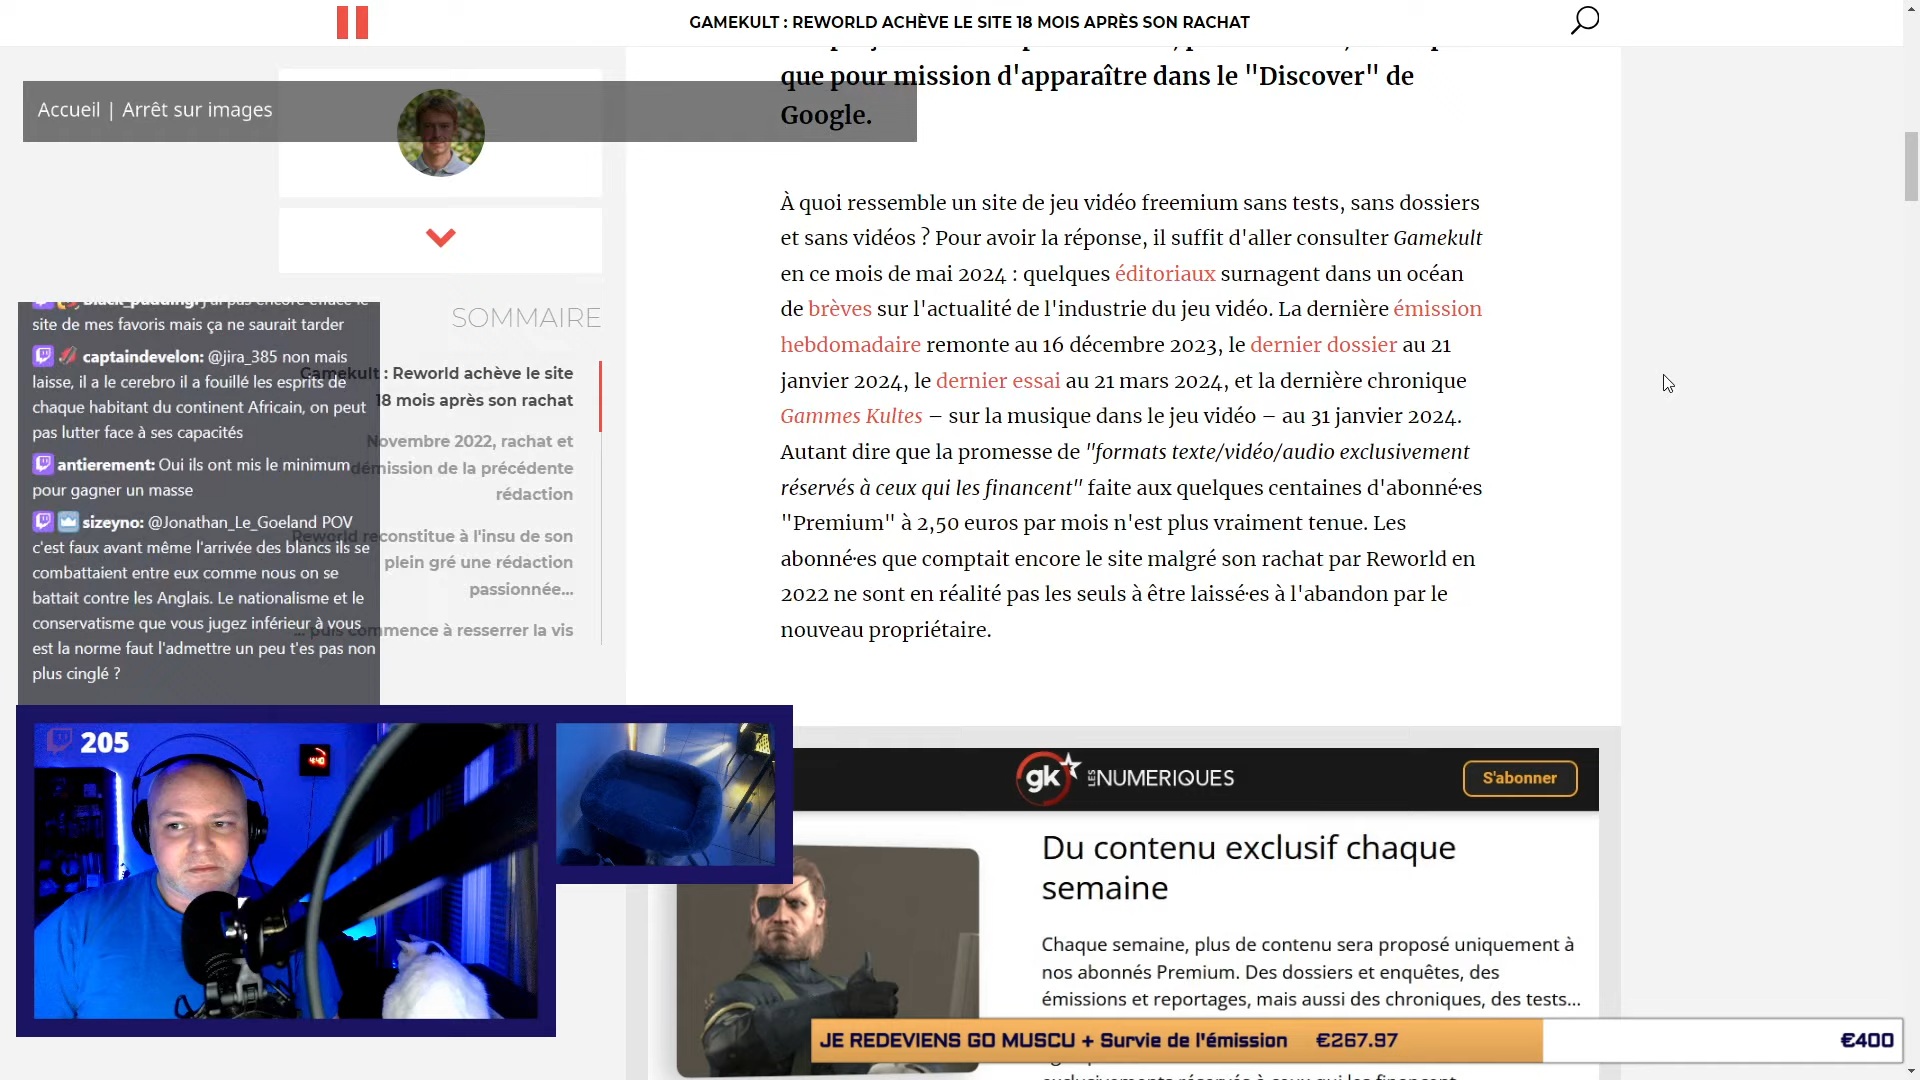 GAMEKULT : REWORLD ACHÈVE LE SITE 18 MOIS APRÈS SON RACHAT
que pour mission d'apparaître dans le "Discover" de
Google.
Accueil | Arrêt sur images
À quoi ressemble un site de jeu vidéo freemium sans tests, sans dossiers
et sans vidéos ? Pour avoir la réponse, il suffit d'aller consulter Gamekult
en ce mois de mai 2024 : quelques éditoriaux surnagent dans un océan
de brèves sur l'actualité de l'industrie du jeu vidéo. La dernière émission
hebdomadaire remonte au 16 décembre 2023, le dernier dossier au 21
janvier 2024, le dernier essai au 21 mars 2024, et la dernière chronique
Gammes Kultes – sur la musique dans le jeu vidéo – au 31 janvier 2024.
Autant dire que la promesse de "formats texte/vidéo/audio exclusivement
réservés à ceux qui les financent" faite aux quelques centaines d'abonné·es
"Premium" à 2,50 euros par mois n'est plus vraiment tenue. Les
abonné·es que comptait encore le site malgré son rachat par Reworld en
2022 ne sont en réalité pas les seuls à être laissé·es à l'abandon par le
nouveau propriétaire.
SOMMAIRE
Gamekult : Reworld achève le site
18 mois après son rachat
Novembre 2022, rachat et
démission de la précédente
rédaction
Reworld reconstitue à l'insu de son
plein gré une rédaction
passionnée...
... puis commence à resserrer la vis
site de mes favoris mais ça ne saurait tarder
captaindevelon: @jira_385 non mais
laisse, il a le cerebro il a fouillé les esprits de
chaque habitant du continent Africain, on peut
pas lutter face à ses capacités
antierement: Oui ils ont mis le minimum
pour gagner un masse
sizeyno: @Jonathan_Le_Goeland POV
c'est faux avant même l'arrivée des blancs ils se
combattaient entre eux comme nous on se
battait contre les Anglais. Le nationalisme et le
conservatisme que vous jugez inférieur à vous
est la norme faut l'admettre un peu t'es pas non
plus cinglé ?
205
gk LES NUMERIQUES
S'abonner
Du contenu exclusif chaque
semaine
Chaque semaine, plus de contenu sera proposé uniquement à
nos abonnés Premium. Des dossiers et enquêtes, des
émissions et reportages, mais aussi des chroniques, des tests...
JE REDEVIENS GO MUSCU + Survie de l'émission €267.97
€400